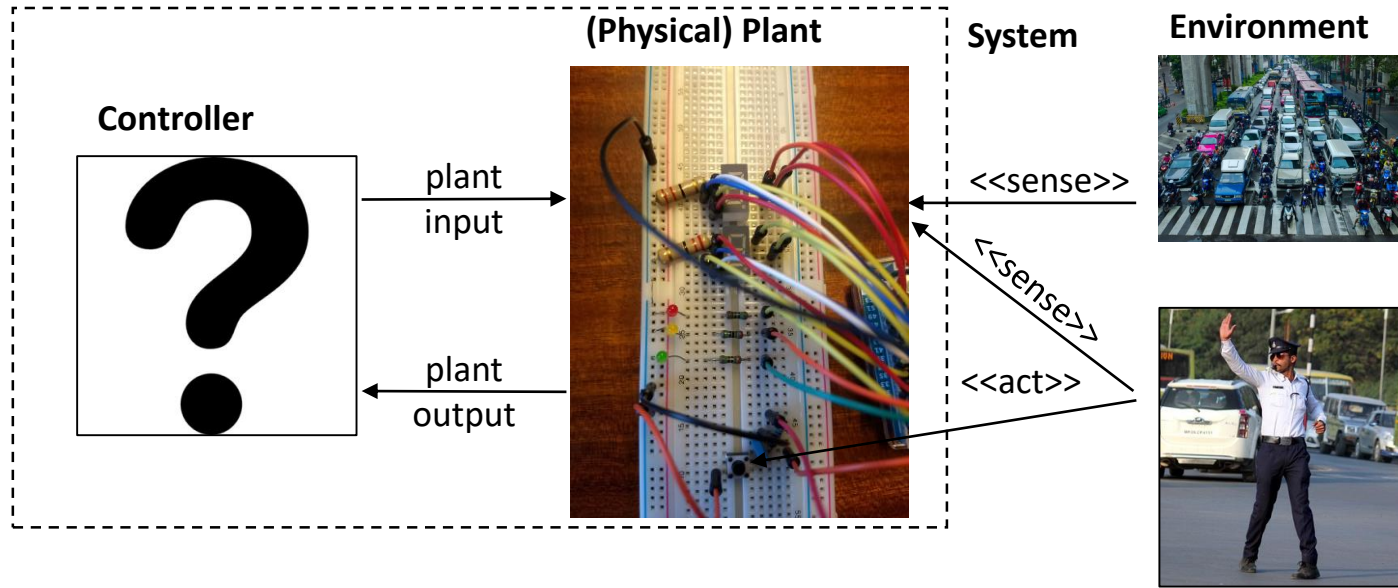 (Physical) Plant
System
Environment
Controller
plant
input
<<sense>>
<<sense>>
plant
output
<<act>>